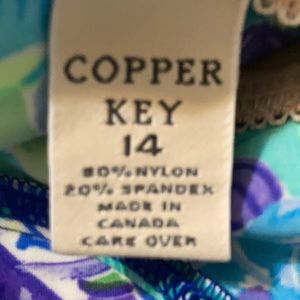 COPPER
KEY
14
80% NYLON
20% SPANDEX
MADE IN
CANADA
CARE OVER